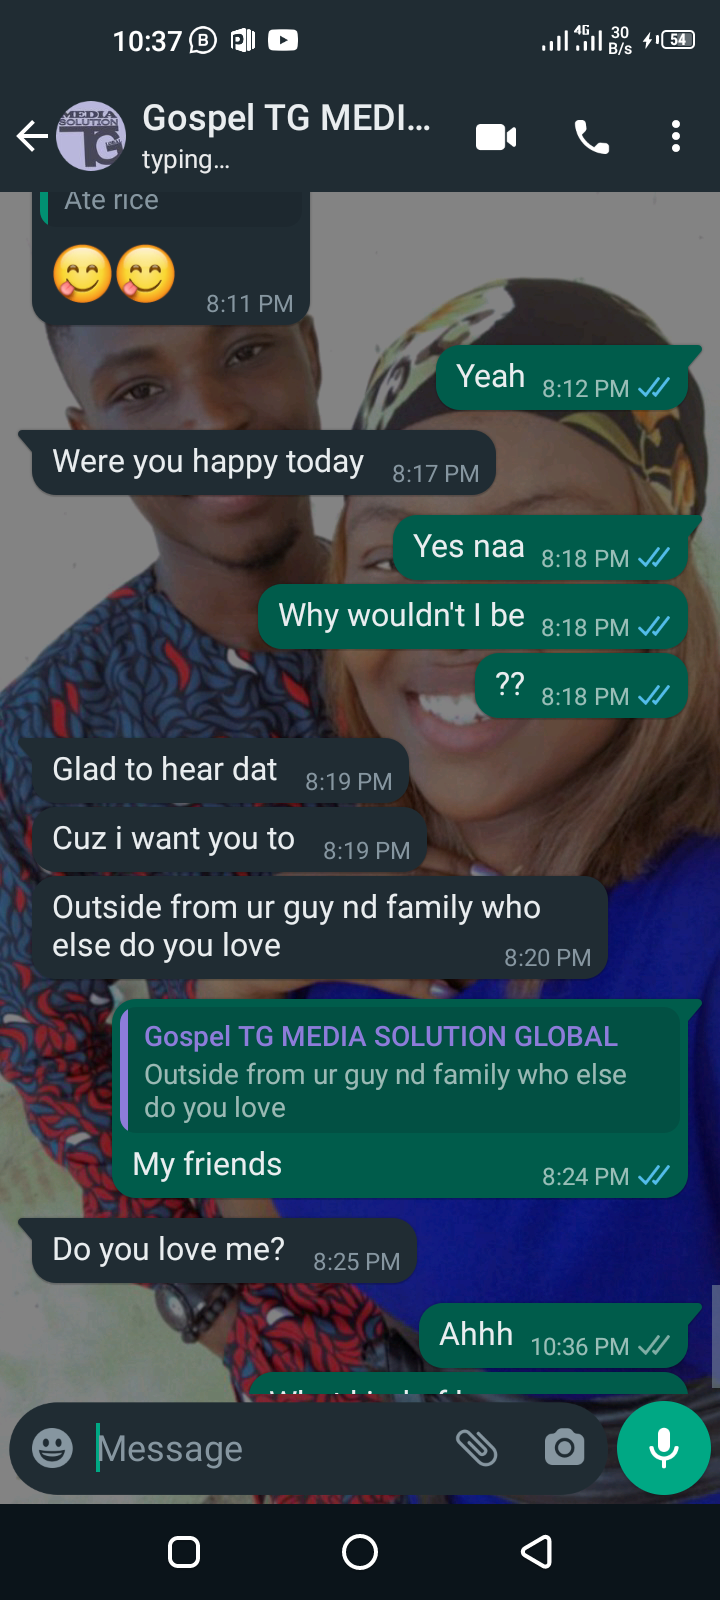 10:37
4G
30
B/s
54
MEDIA
SOLUTION
TG
Gospel TG MEDI...
typing...
Ate rice
😋😋 8:11 PM
Yeah 8:12 PM
Were you happy today 8:17 PM
Yes naa 8:18 PM
Why wouldn't I be 8:18 PM
?? 8:18 PM
Glad to hear dat 8:19 PM
Cuz i want you to 8:19 PM
Outside from ur guy nd family who
else do you love 8:20 PM
Gospel TG MEDIA SOLUTION GLOBAL
Outside from ur guy nd family who else
do you love
My friends 8:24 PM
Do you love me? 8:25 PM
Ahhh 10:36 PM
Message